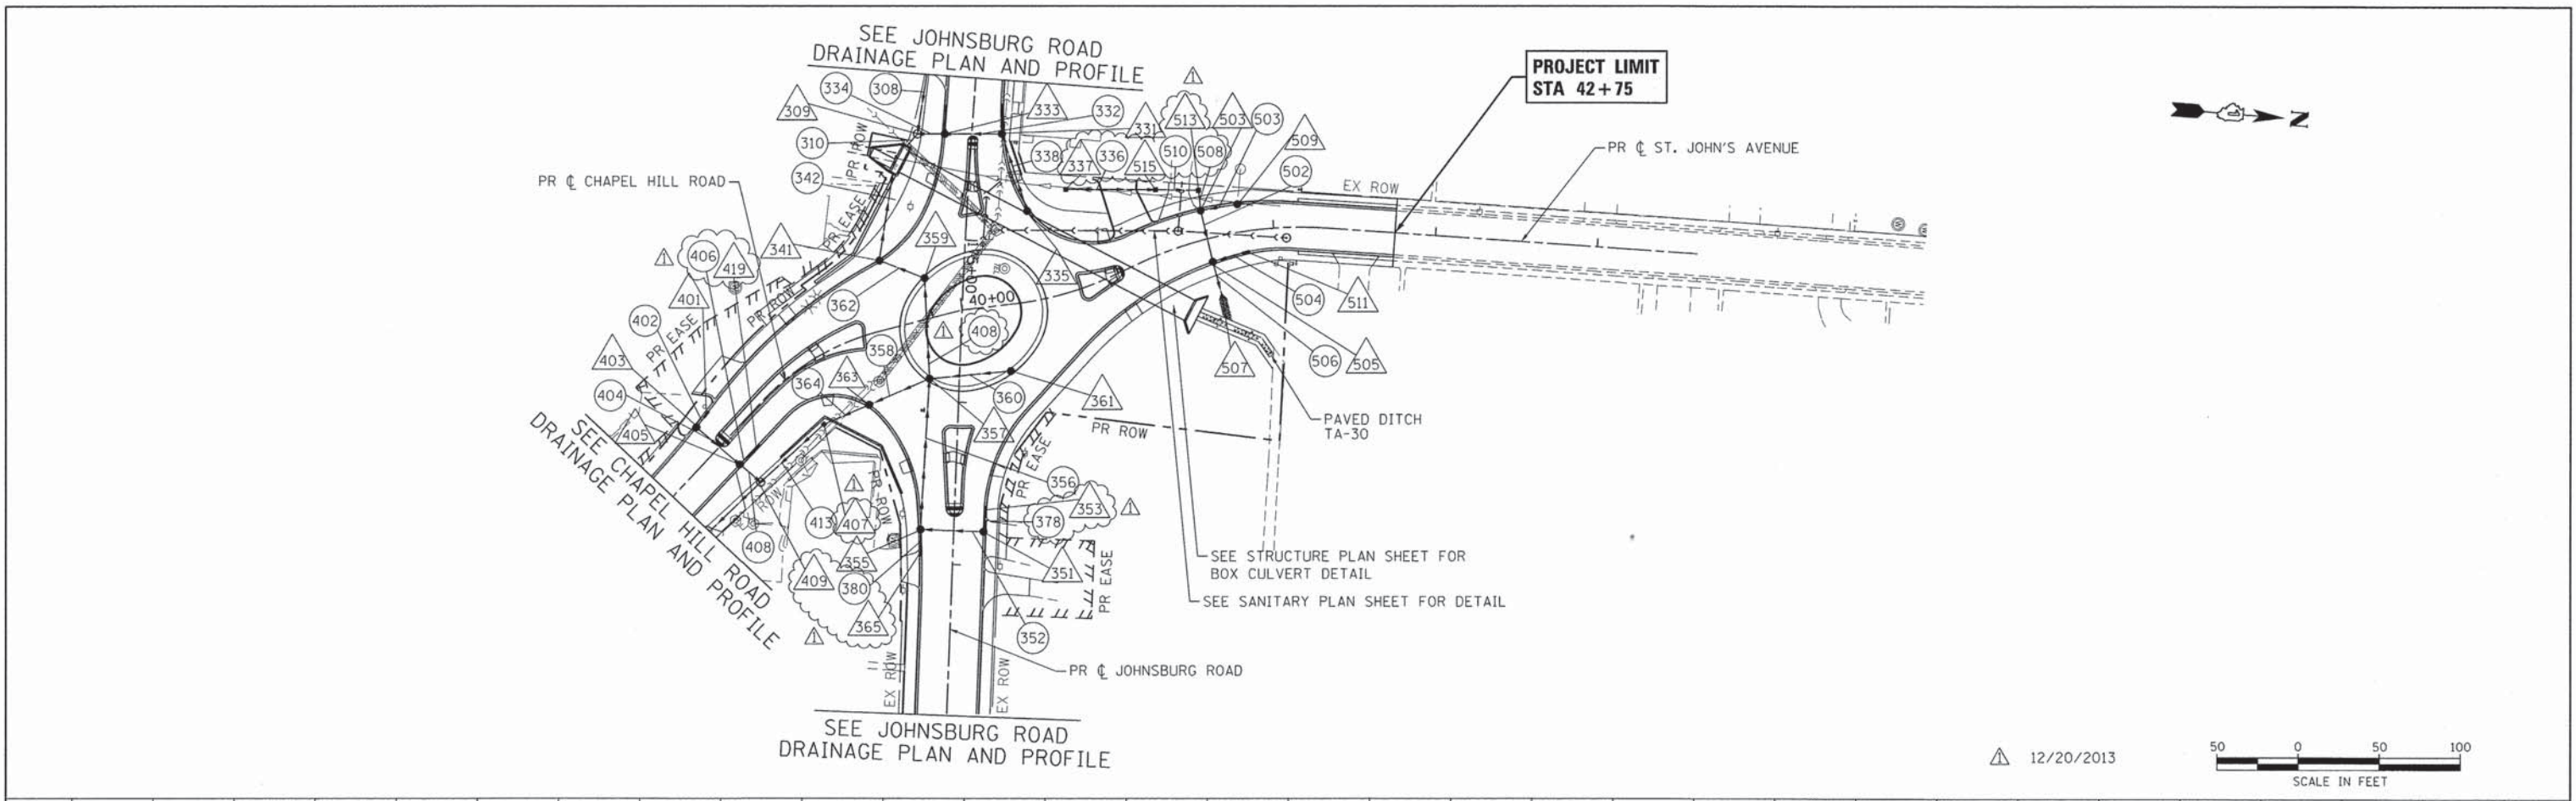 SEE JOHNSBURG ROAD
DRAINAGE PLAN AND PROFILE
PROJECT LIMIT
STA 42+75
N
334
308
309
333
332
331
513
503
503
509
310
338
337
336
515
510
508
502
342
PR ROW
PR EASE
EX ROW
PR ℄ ST. JOHN'S AVENUE
PR ℄ CHAPEL HILL ROAD
1
406
419
341
359
335
401
362
40+00
408
1
504
511
402
PR ROW
PR EASE
403
358
507
506
505
404
364
363
360
361
405
357
PR ROW
PAVED DITCH
TA-30
SEE CHAPEL HILL ROAD
DRAINAGE PLAN AND PROFILE
PR ROW
PR EASE
356
353
1
1
413
407
378
408
355
351
409
380
365
352
1
PR EASE
SEE STRUCTURE PLAN SHEET FOR
BOX CULVERT DETAIL
SEE SANITARY PLAN SHEET FOR DETAIL
EX ROW
EX ROW
PR ℄ JOHNSBURG ROAD
SEE JOHNSBURG ROAD
DRAINAGE PLAN AND PROFILE
1 12/20/2013
50 0 50 100
SCALE IN FEET